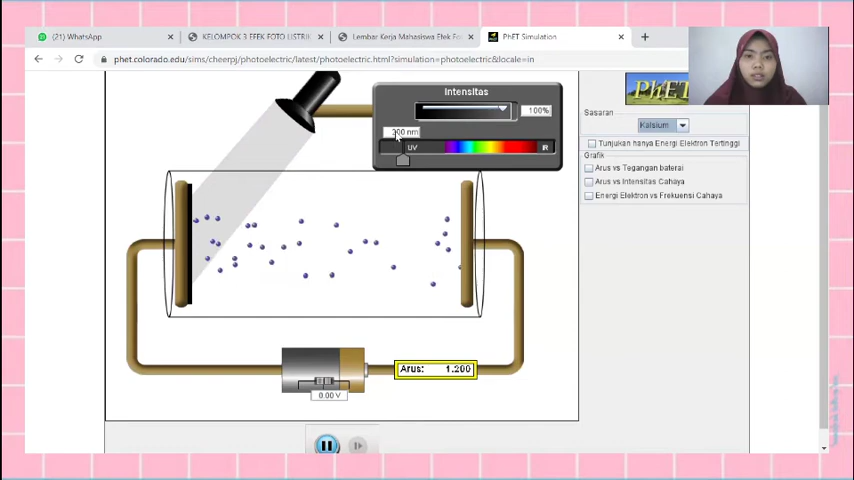 (21) WhatsApp
KELOMPOK 3 EFEK FOTO LISTRIK
Lembar Kerja Mahasiswa Efek Fo
PhET Simulation
phet.colorado.edu/sims/cheerpj/photoelectric/latest/photoelectric.html?simulation=photoelectric&locale=in
Intensitas
100%
nm
UV
IR
PhET
Sasaran
Kalsium
Tunjukan hanya Energi Elektron Tertinggi
Grafik
Arus vs Tegangan baterai
Arus vs Intensitas Cahaya
Energi Elektron vs Frekuensi Cahaya
Arus: 1.200
0.00 V